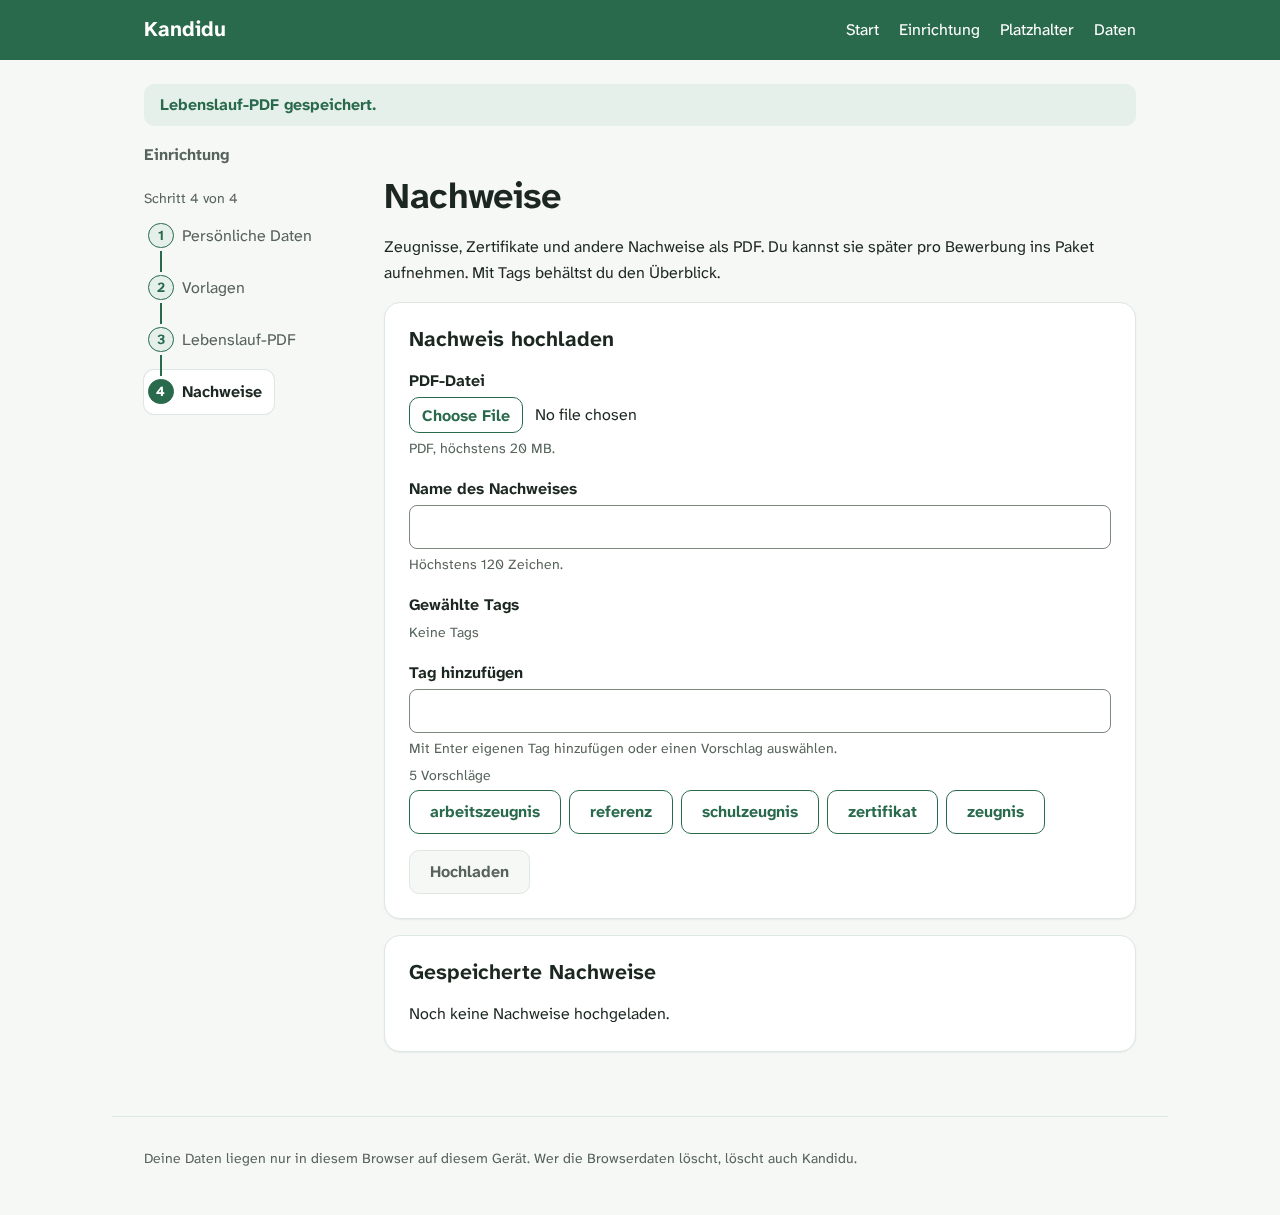 Kandidu
Start Einrichtung Platzhalter Daten
Lebenslauf-PDF gespeichert.
Einrichtung
Schritt 4 von 4
1 Persönliche Daten
2 Vorlagen
3 Lebenslauf-PDF
4 Nachweise
Nachweise
Zeugnisse, Zertifikate und andere Nachweise als PDF. Du kannst sie später pro Bewerbung ins Paket
aufnehmen. Mit Tags behältst du den Überblick.
Nachweis hochladen
PDF-Datei
Choose File No file chosen
PDF, höchstens 20 MB.
Name des Nachweises
Höchstens 120 Zeichen.
Gewählte Tags
Keine Tags
Tag hinzufügen
Mit Enter eigenen Tag hinzufügen oder einen Vorschlag auswählen.
5 Vorschläge
arbeitszeugnis referenz schulzeugnis zertifikat zeugnis
Hochladen
Gespeicherte Nachweise
Noch keine Nachweise hochgeladen.
Deine Daten liegen nur in diesem Browser auf diesem Gerät. Wer die Browserdaten löscht, löscht auch Kandidu.